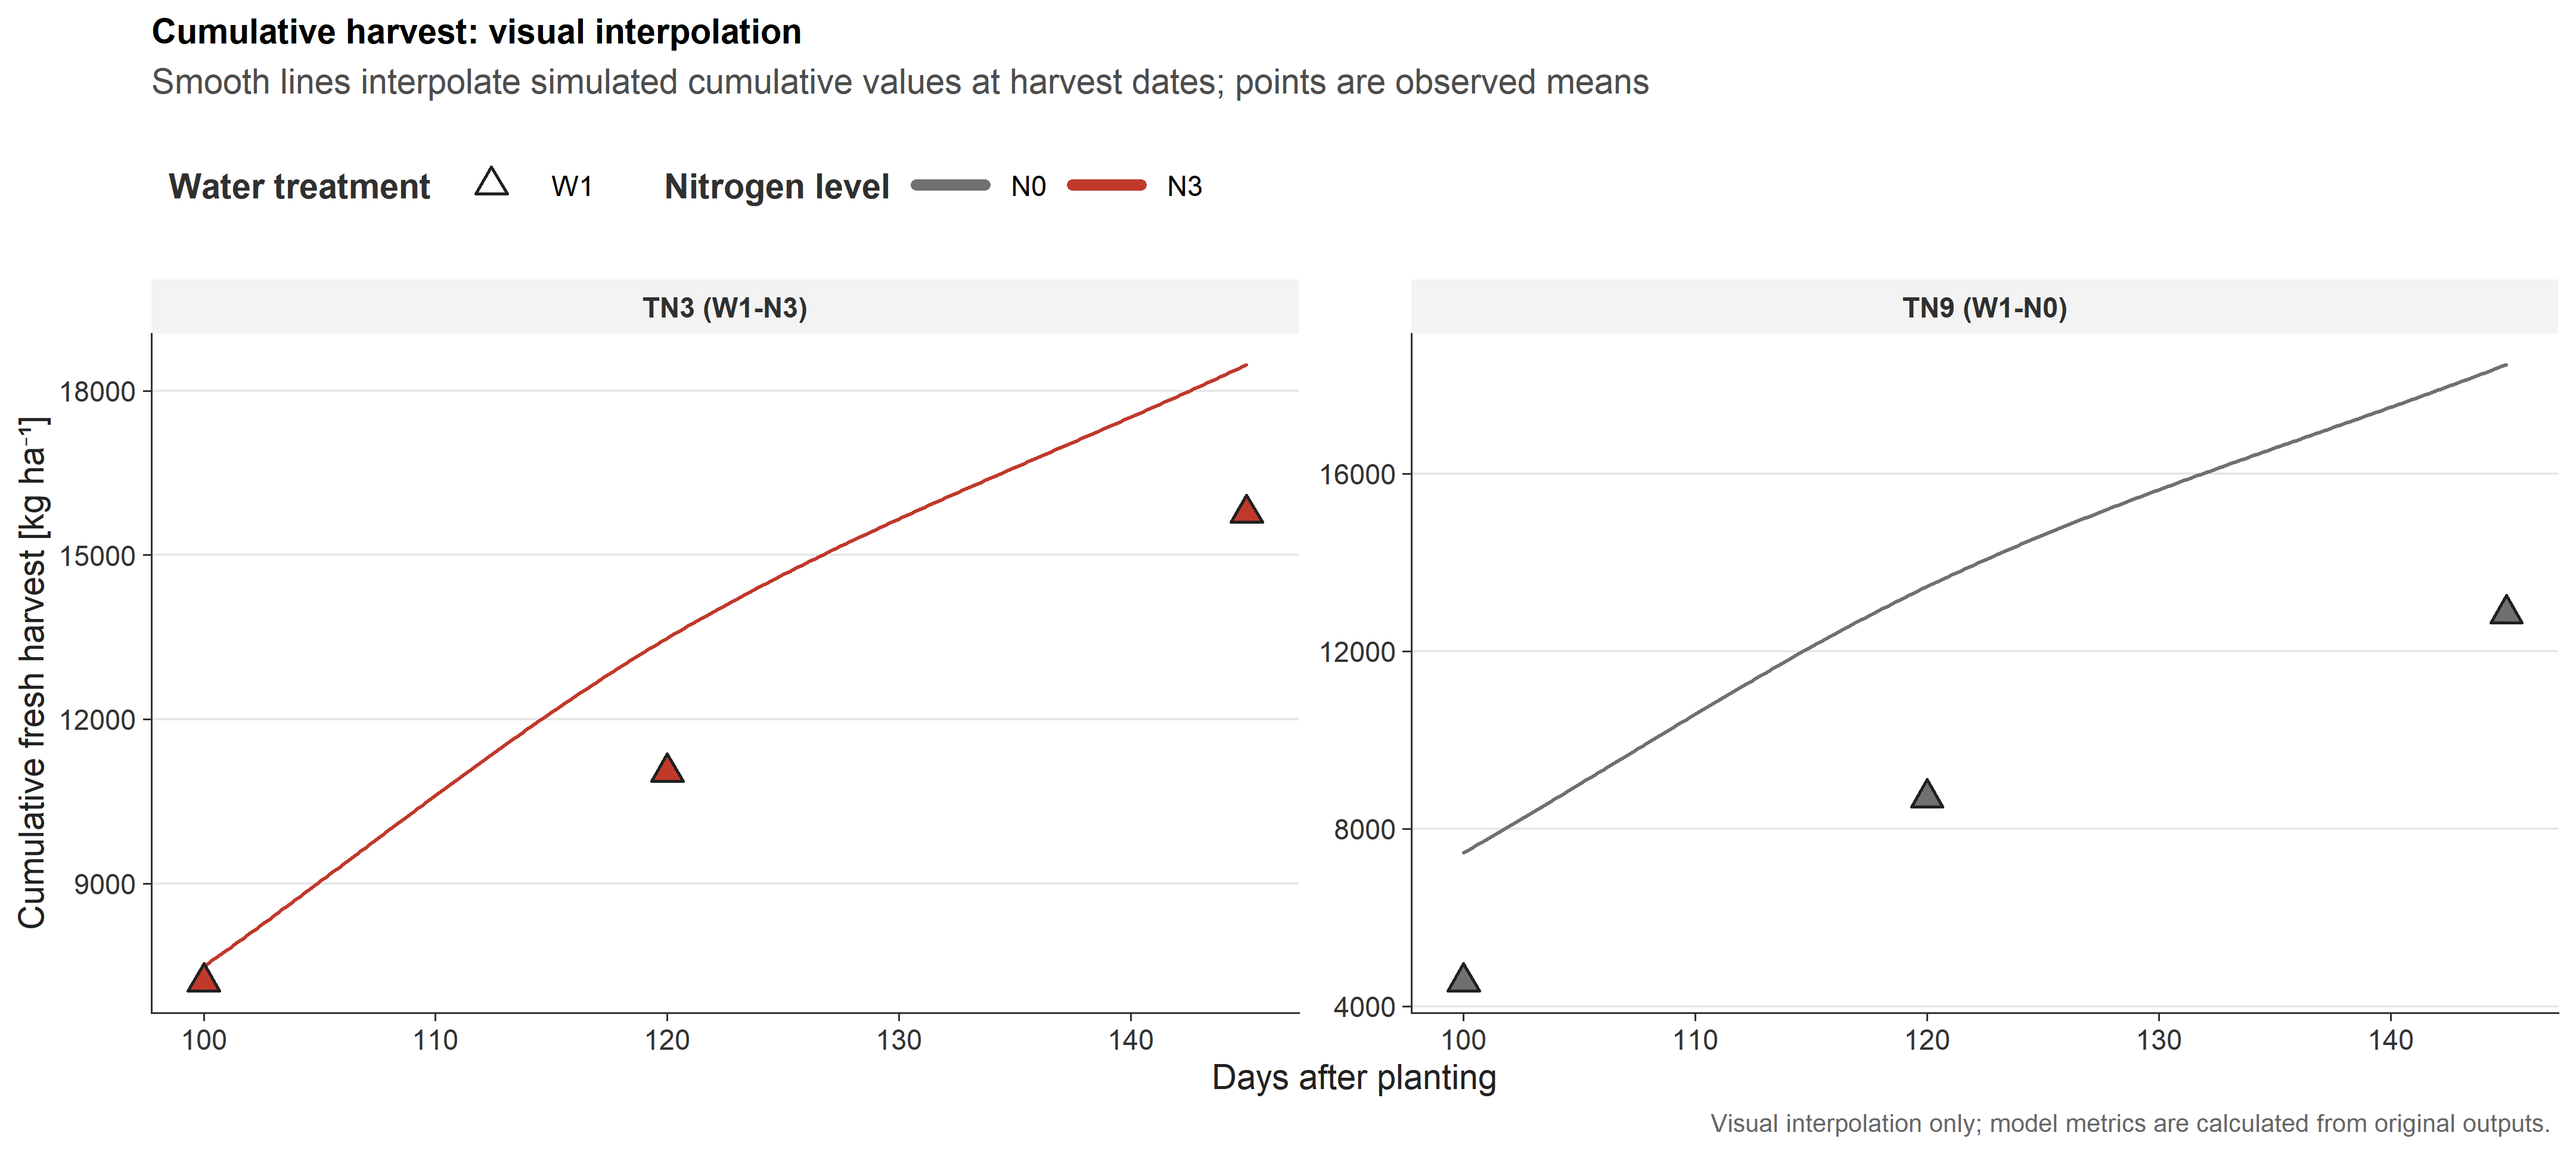 Cumulative harvest: visual interpolation
Smooth lines interpolate simulated cumulative values at harvest dates; points are observed means
Water treatment W1 Nitrogen level N0 N3
TN3 (W1-N3)
TN9 (W1-N0)
Cumulative fresh harvest [kg ha⁻¹]
18000
15000
12000
9000
16000
12000
8000
4000
100 110 120 130 140
100 110 120 130 140
Days after planting
Visual interpolation only; model metrics are calculated from original outputs.